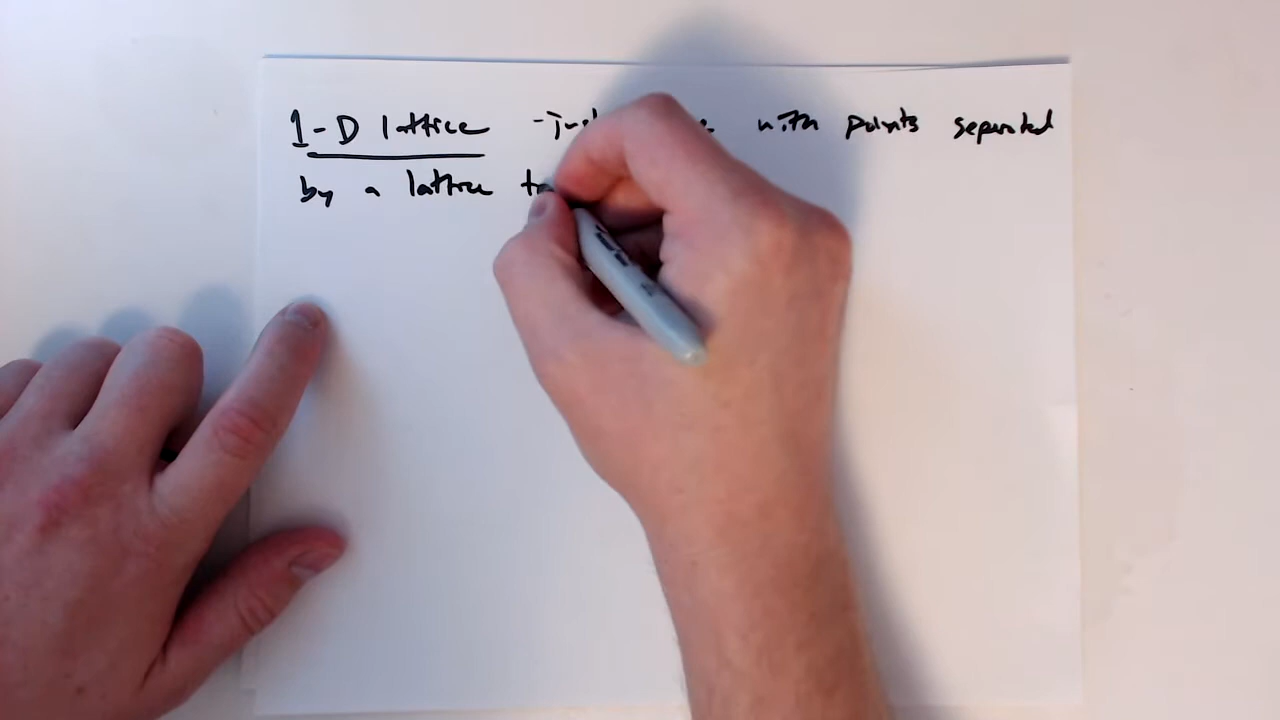 1-D lattice - with points separated
by a lattice